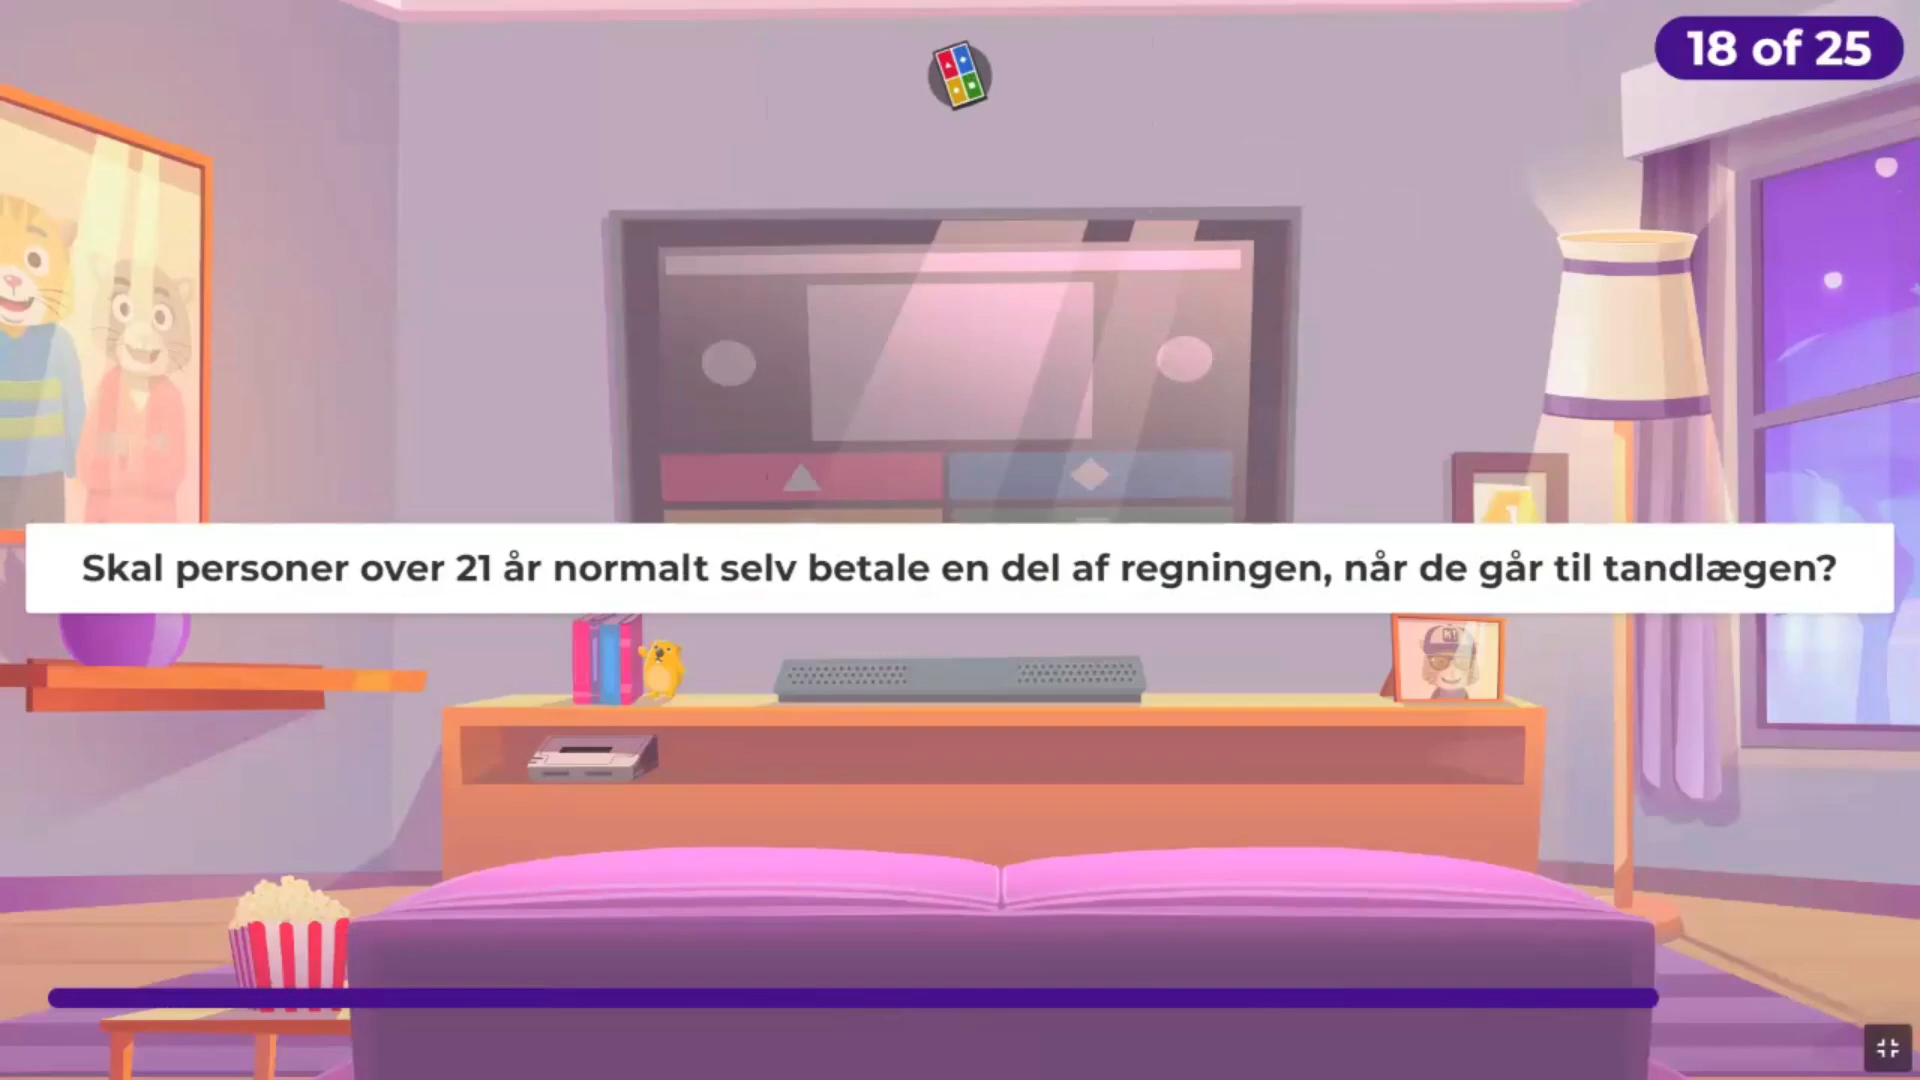 18 of 25
Skal personer over 21 år normalt selv betale en del af regningen, når de går til tandlægen?